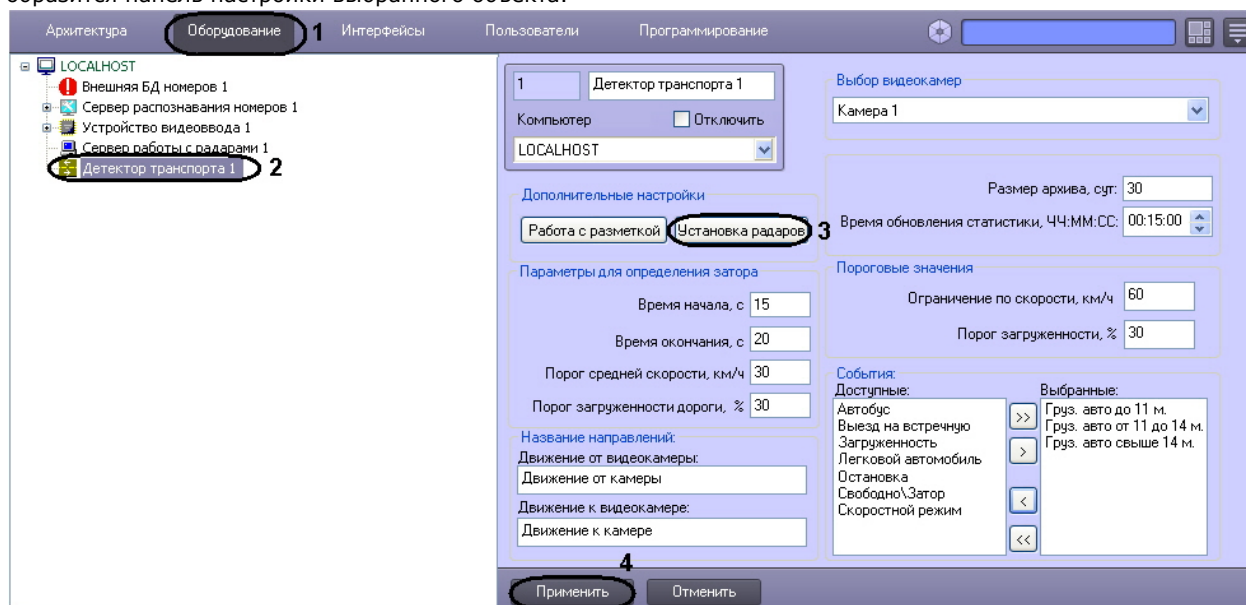 бразится панель настройки выбранного объекта.
Архитектура Оборудование 1 Интерфейсы Пользователи Программирование
LOCALHOST
Внешняя БД номеров 1
Сервер распознавания номеров 1
Устройство видеоввода 1
Сервер работы с радарами 1
Детектор транспорта 1 2
1 Детектор транспорта 1
Компьютер Отключить
LOCALHOST
Дополнительные настройки
Работа с разметкой Установка радаров 3
Параметры для определения затора
Время начала, с 15
Время окончания, с 20
Порог средней скорости, км/ч 30
Порог загруженности дороги, % 30
Название направлений:
Движение от видеокамеры:
Движение от камеры
Движение к видеокамере:
Движение к камере
Выбор видеокамер
Камера 1
Размер архива, сут: 30
Время обновления статистики, ЧЧ:ММ:СС: 00:15:00
Пороговые значения
Ограничение по скорости, км/ч 60
Порог загруженности, % 30
События:
Доступные:
Автобус
Выезд на встречную
Загруженность
Легковой автомобиль
Остановка
Свободно\Затор
Скоростной режим
>>
>
<
<<
Выбранные:
Груз. авто до 11 м.
Груз. авто от 11 до 14 м.
Груз. авто свыше 14 м.
4
Применить Отменить